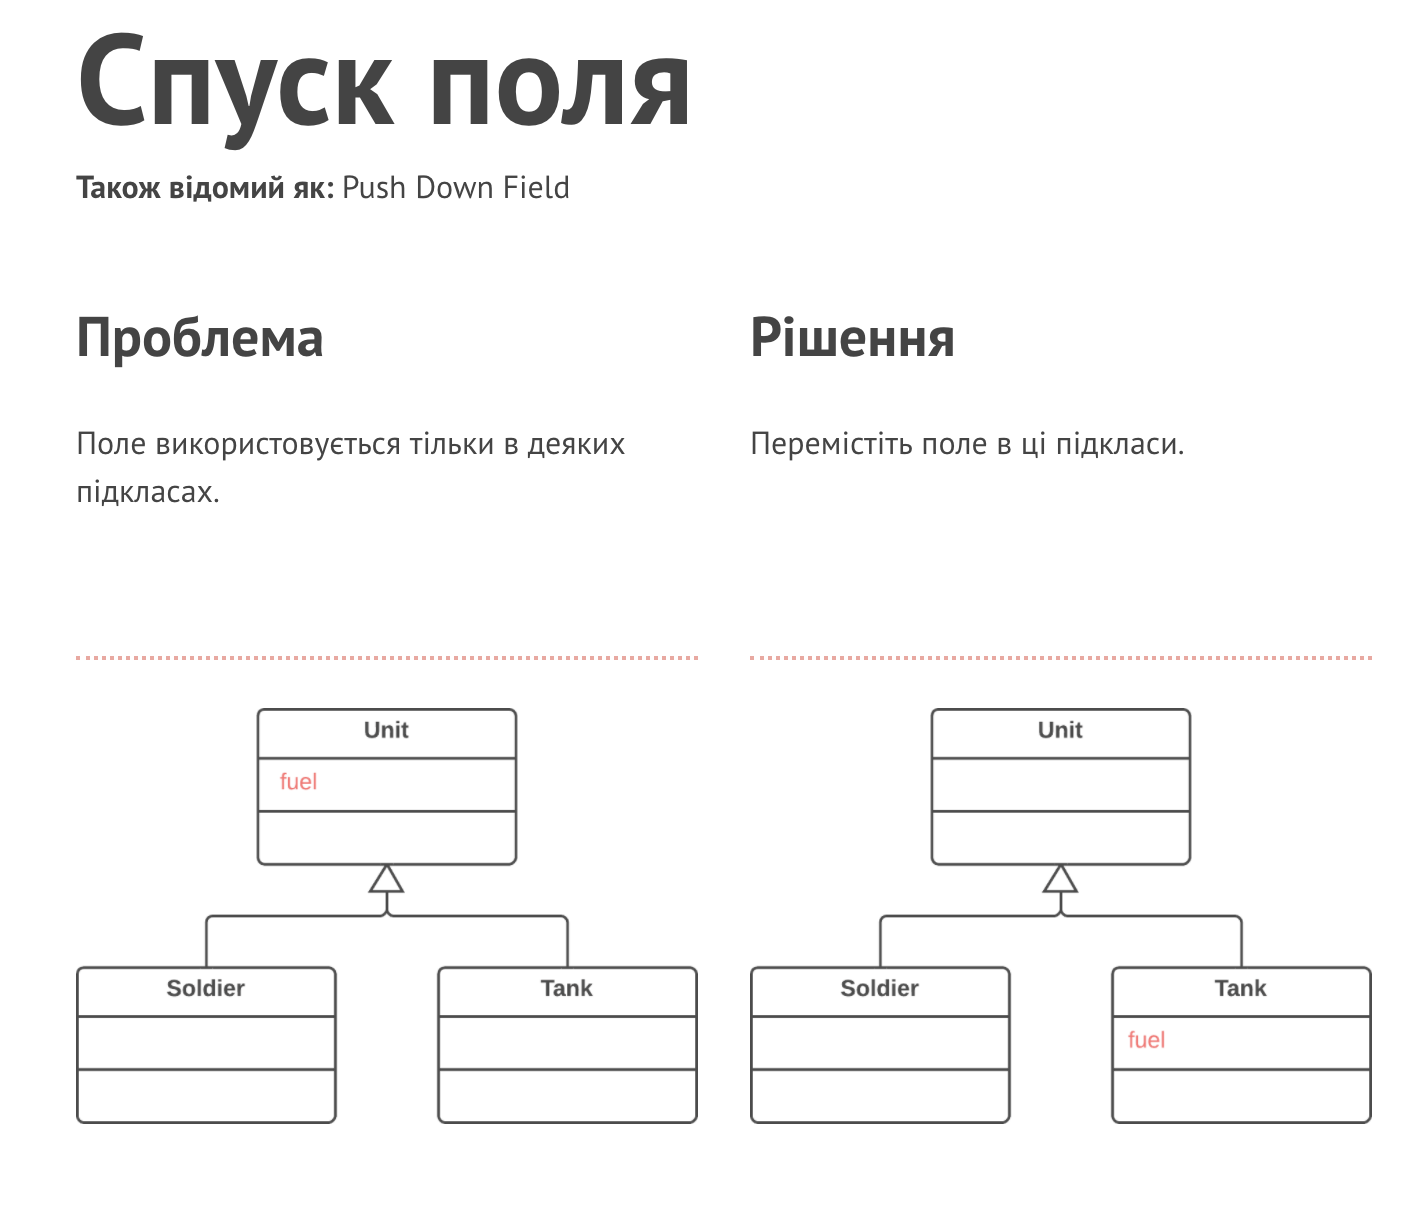 Спуск поля
Також відомий як: Push Down Field
Проблема
Поле використовується тільки в деяких
підкласах.
Рішення
Перемістіть поле в ці підкласи.
Unit
fuel
Soldier
Tank
Unit
Soldier
Tank
fuel